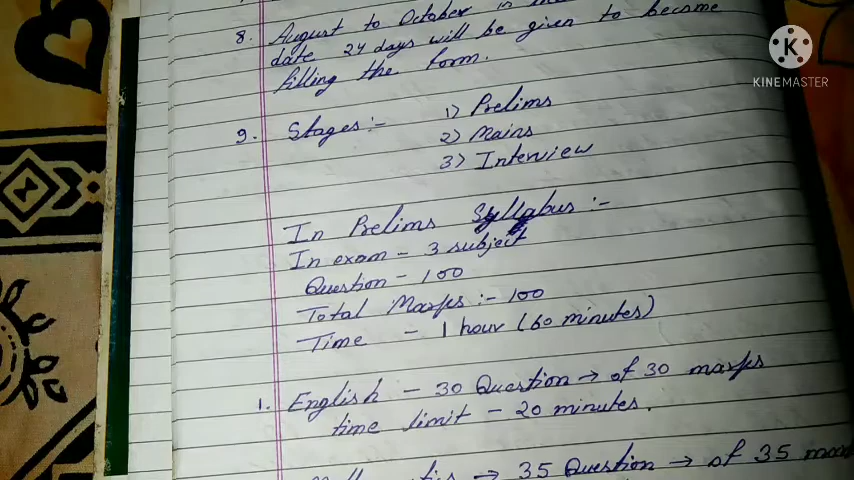 8. August to October in
date 24 days will be given to become
filling the form.
9. Stages :- 1) Prelims
2) Mains
3) Interview
In Prelims Syllabus :-
In exam - 3 subject
Question - 100
Total Marks :- 100
Time - 1 hour (60 minutes)
1. English - 30 Question → of 30 marks
time limit - 20 minutes.
→ 35 Question → of 35
KINEMASTER